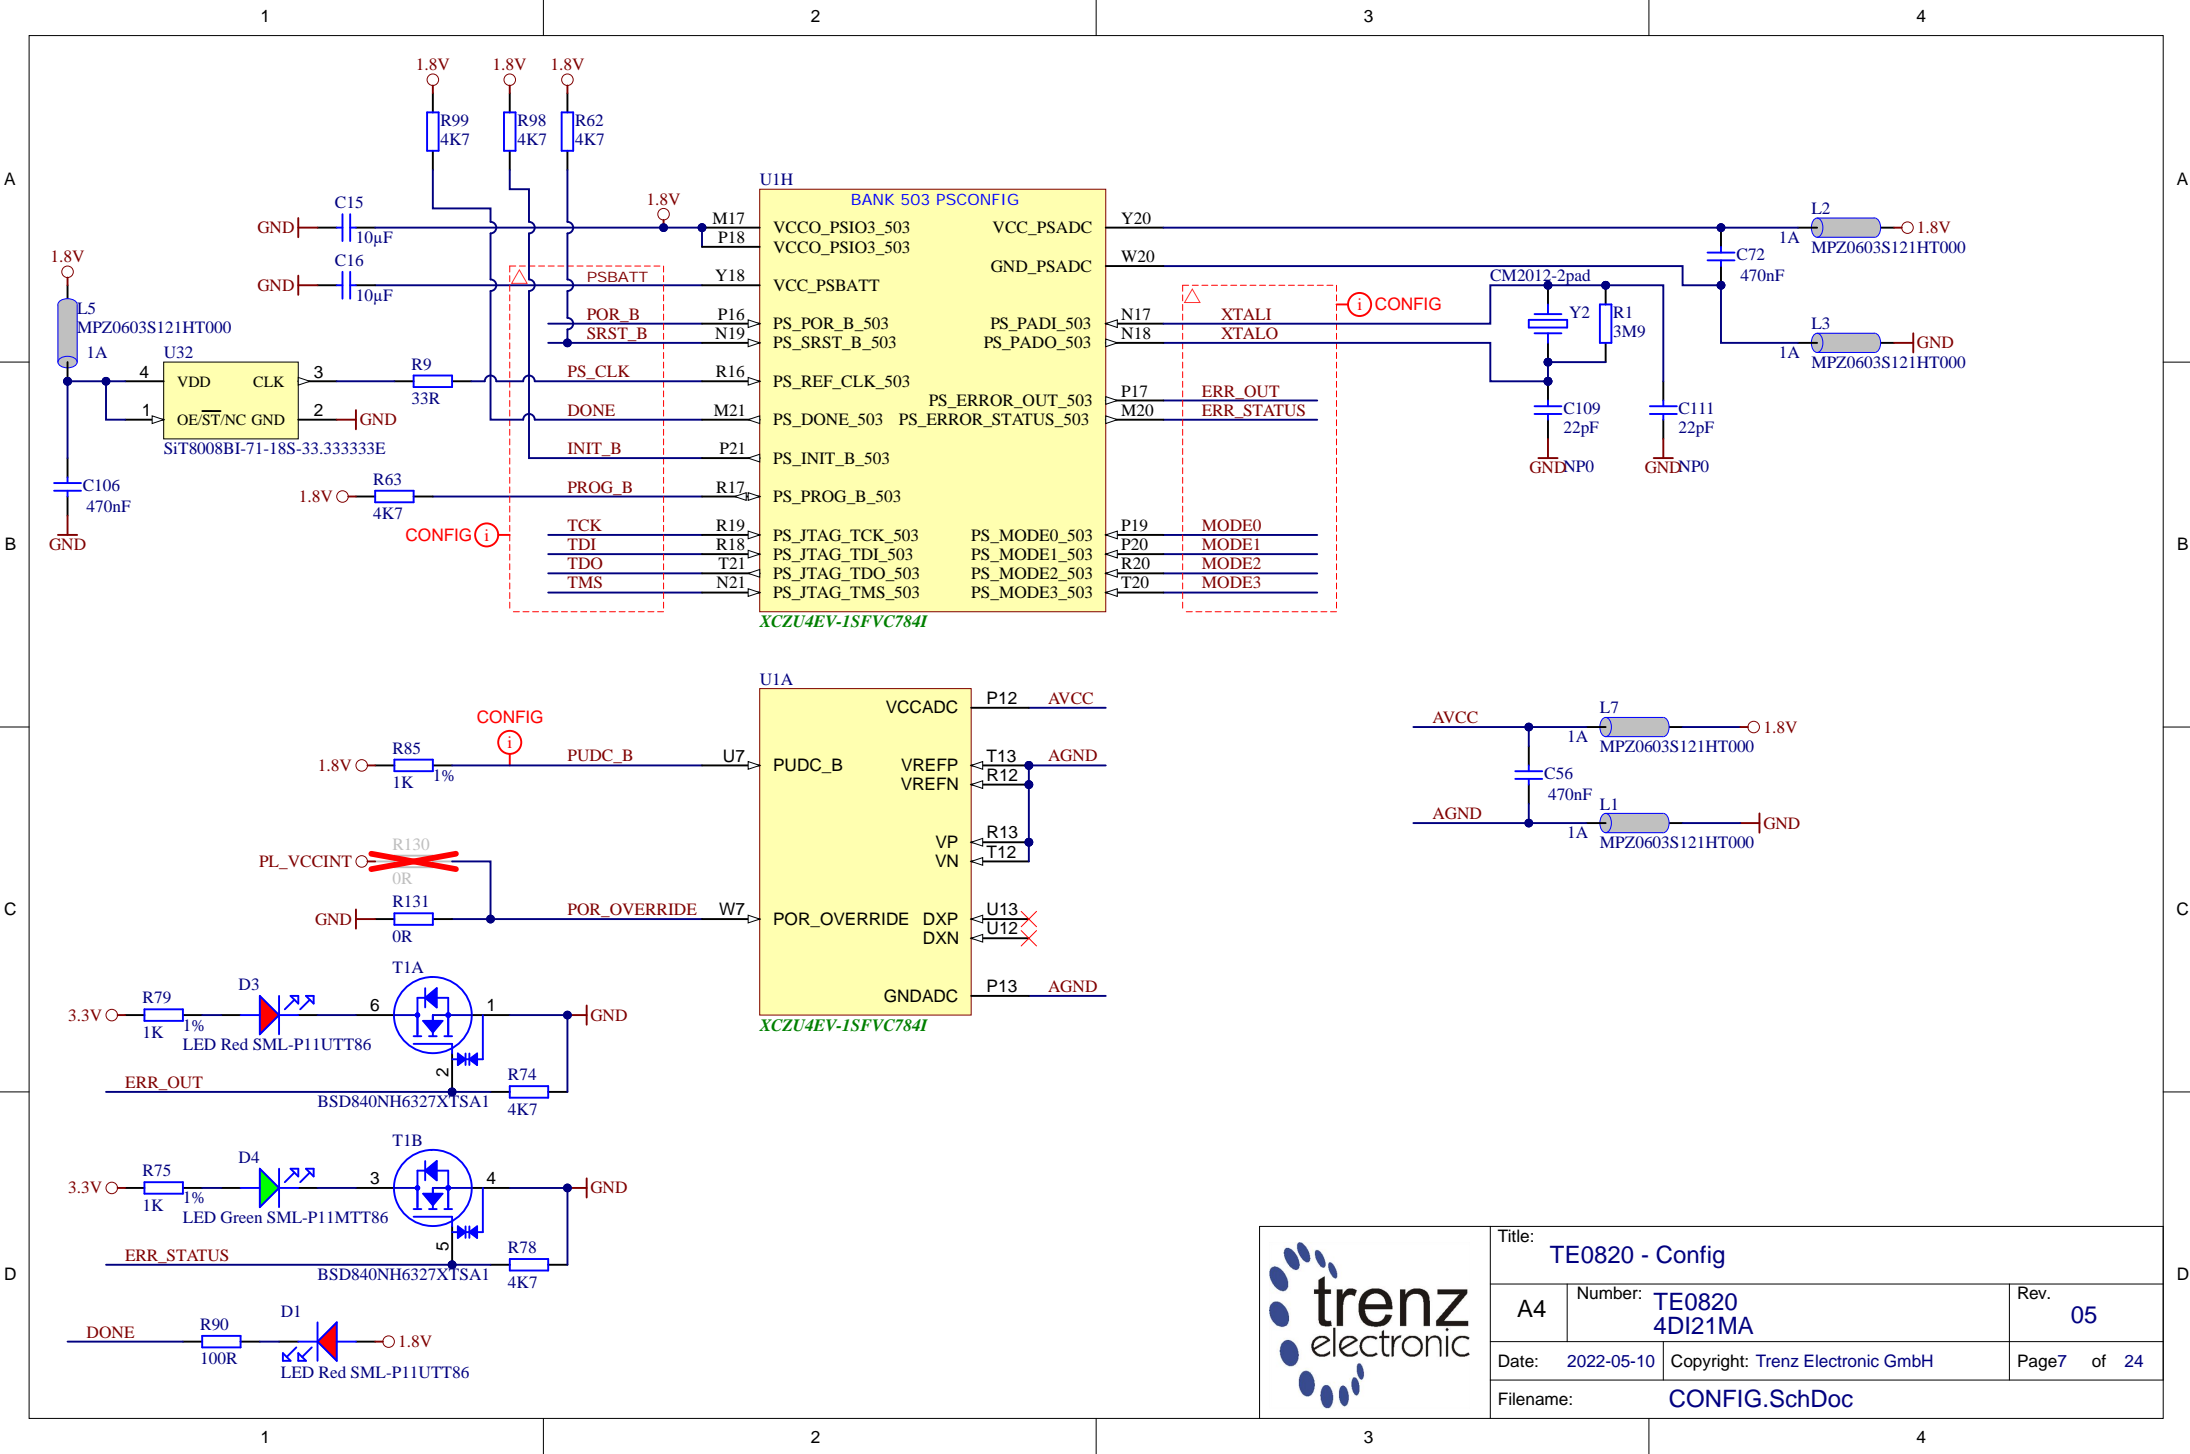 1 2 3 4
A A
B B
C C
D D
1.8V 1.8V 1.8V
R99
4K7
R98
4K7
R62
4K7
C15
GND
10µF
1.8V
C16
GND
10µF
1.8V
L5
MPZ0603S121HT000
1A
U32
4 VDD CLK 3
1 OE/ST/NC GND 2 GND
SiT8008BI-71-18S-33.333333E
C106
470nF
GND
R9
33R
1.8V R63
4K7
CONFIG i
PSBATT
POR_B
SRST_B
PS_CLK
DONE
INIT_B
PROG_B
TCK
TDI
TDO
TMS
U1H
BANK 503 PSCONFIG
M17 VCCO_PSIO3_503 VCC_PSADC Y20
P18 VCCO_PSIO3_503
GND_PSADC W20
Y18 VCC_PSBATT
P16 PS_POR_B_503 PS_PADI_503 N17 XTALI
N19 PS_SRST_B_503 PS_PADO_503 N18 XTALO
R16 PS_REF_CLK_503
PS_ERROR_OUT_503 P17 ERR_OUT
M21 PS_DONE_503 PS_ERROR_STATUS_503 M20 ERR_STATUS
P21 PS_INIT_B_503
R17 PS_PROG_B_503
R19 PS_JTAG_TCK_503 PS_MODE0_503 P19 MODE0
R18 PS_JTAG_TDI_503 PS_MODE1_503 P20 MODE1
T21 PS_JTAG_TDO_503 PS_MODE2_503 R20 MODE2
N21 PS_JTAG_TMS_503 PS_MODE3_503 T20 MODE3
XCZU4EV-1SFVC784I
i CONFIG
CM2012-2pad
Y2
R1
3M9
C109
22pF
GND NP0
C111
22pF
GND NP0
L2
1A 1.8V
MPZ0603S121HT000
C72
470nF
L3
1A GND
MPZ0603S121HT000
U1A
VCCADC P12 AVCC
CONFIG
i
1.8V R85
1K 1%
PUDC_B U7 PUDC_B
VREFP T13 AGND
VREFN R12
VP R13
VN T12
PL_VCCINT R130
0R
GND R131
0R
POR_OVERRIDE W7 POR_OVERRIDE
DXP U13
DXN U12
GNDADC P13 AGND
XCZU4EV-1SFVC784I
AVCC L7
1A 1.8V
MPZ0603S121HT000
C56
470nF
AGND L1
1A GND
MPZ0603S121HT000
T1A
3.3V R79
1K 1%
D3
LED Red SML-P11UTT86
6 1 GND
2
ERR_OUT
BSD840NH6327XTSA1
R74
4K7
T1B
3.3V R75
1K 1%
D4
LED Green SML-P11MTT86
3 4 GND
5
ERR_STATUS
BSD840NH6327XTSA1
R78
4K7
DONE R90
100R
D1
1.8V
LED Red SML-P11UTT86
trenz
electronic
Title:
TE0820 - Config
A4
Number: TE0820
4DI21MA
Rev.
05
Date: 2022-05-10
Copyright: Trenz Electronic GmbH
Page 7 of 24
Filename: CONFIG.SchDoc
1 2 3 4